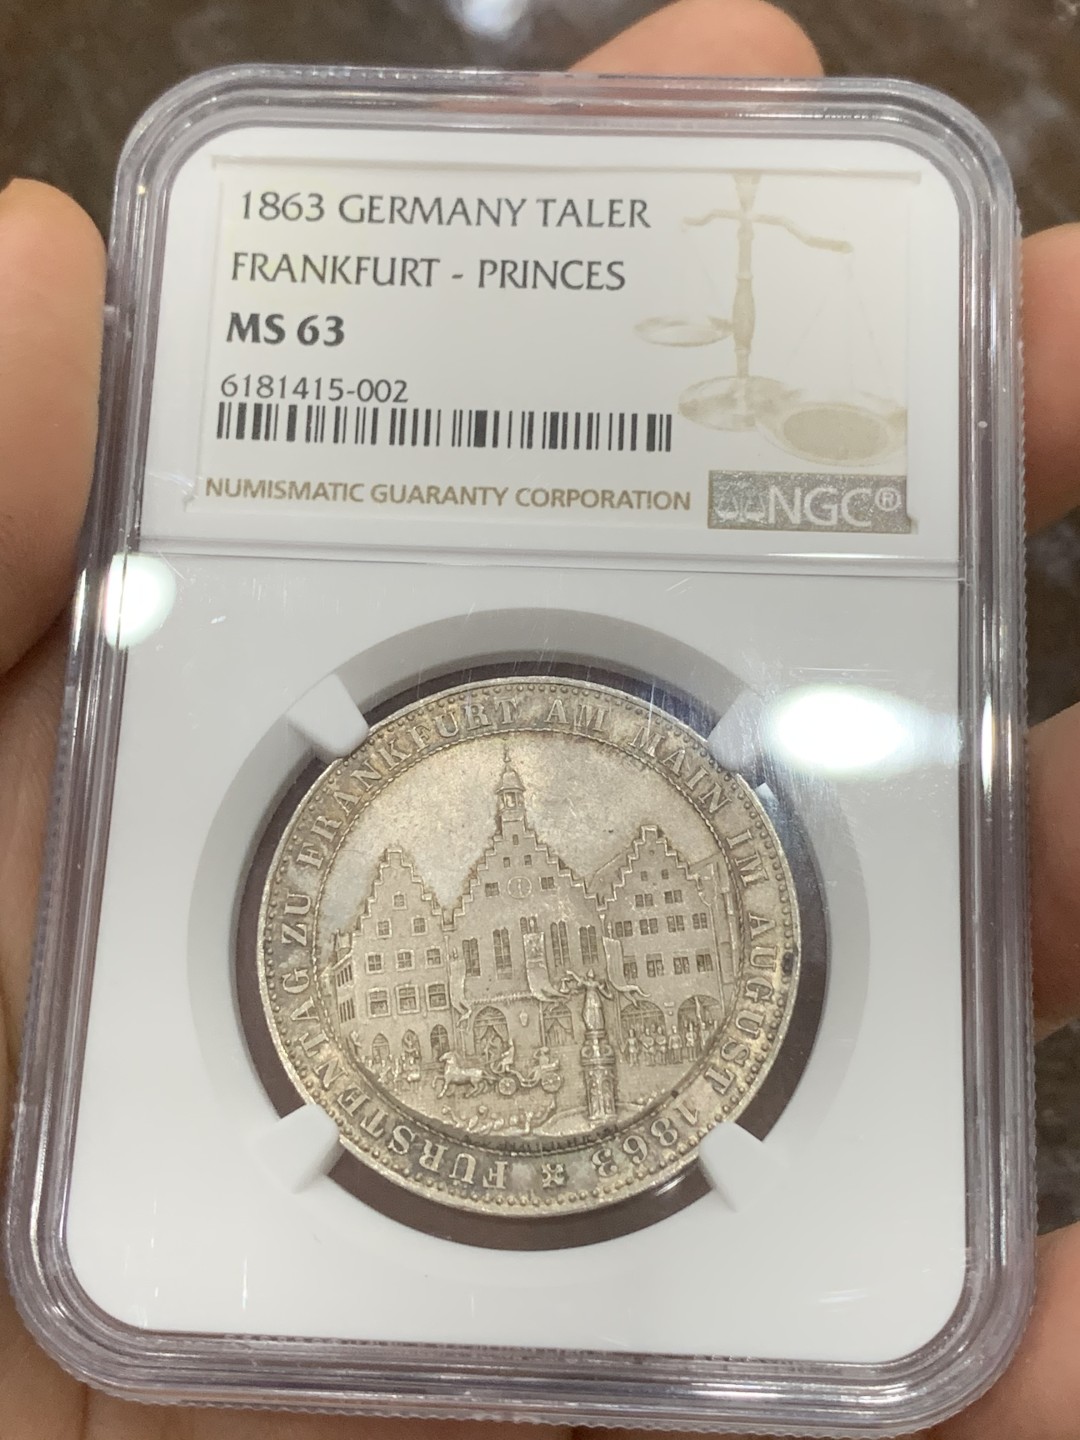 1863 GERMANY TALER
FRANKFURT - PRINCES
MS 63
6181415-002
NUMISMATIC GUARANTY CORPORATION
NGC®
FÜRSTENTAG ZU FRANKFURT AM MAIN IM AUGUST 1863